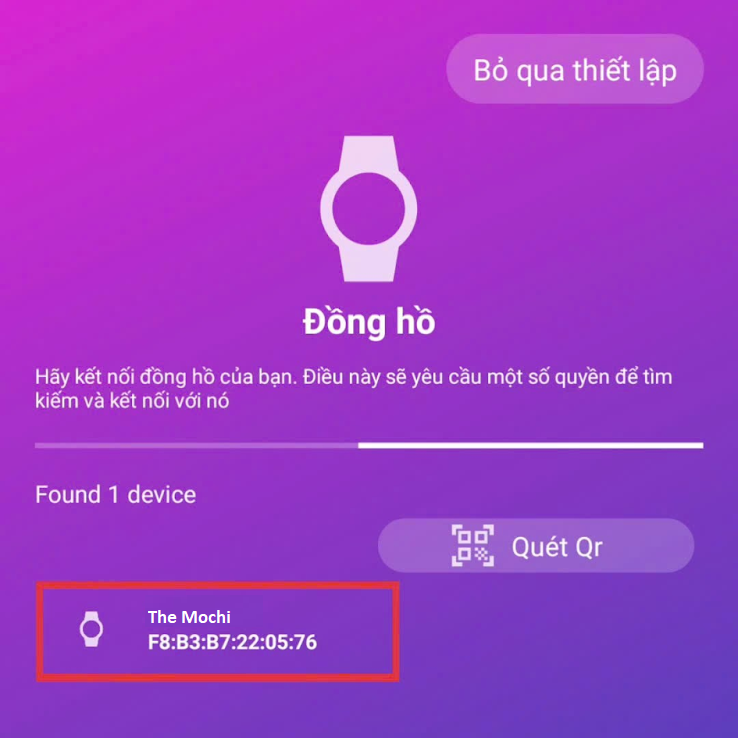 Bỏ qua thiết lập
Đồng hồ
Hãy kết nối đồng hồ của bạn. Điều này sẽ yêu cầu một số quyền để tìm
kiếm và kết nối với nó
Found 1 device
Quét Qr
The Mochi
F8:B3:B7:22:05:76